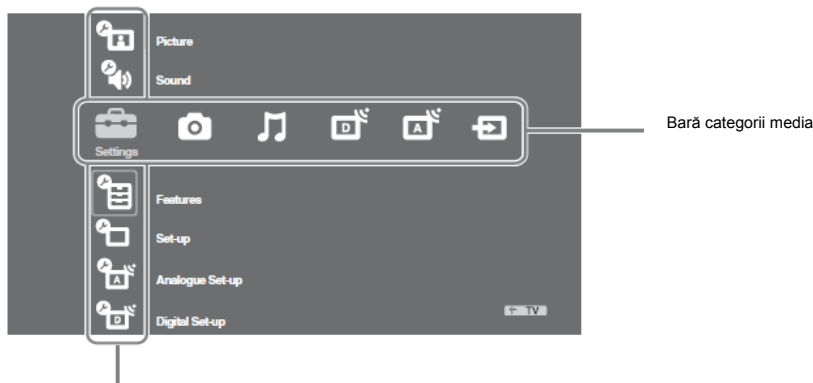 Picture
Sound
Bară categorii media
D
A
Settings
Features
Set-up
A
Analogue Set-up
D
Digital Set-up
TV